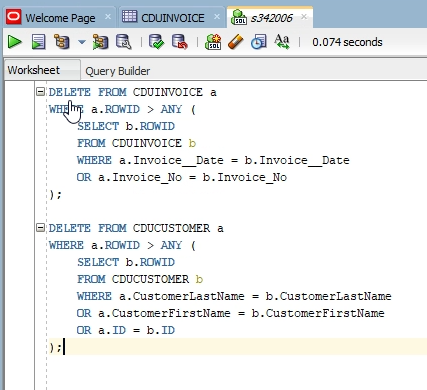 Welcome Page CDUINVOICE s342006
SQL 0.074 seconds
Worksheet Query Builder
DELETE FROM CDUINVOICE a
WHERE a.ROWID > ANY (
SELECT b.ROWID
FROM CDUINVOICE b
WHERE a.Invoice__Date = b.Invoice__Date
OR a.Invoice_No = b.Invoice_No
);
DELETE FROM CDUCUSTOMER a
WHERE a.ROWID > ANY (
SELECT b.ROWID
FROM CDUCUSTOMER b
WHERE a.CustomerLastName = b.CustomerLastName
OR a.CustomerFirstName = b.CustomerFirstName
OR a.ID = b.ID
);